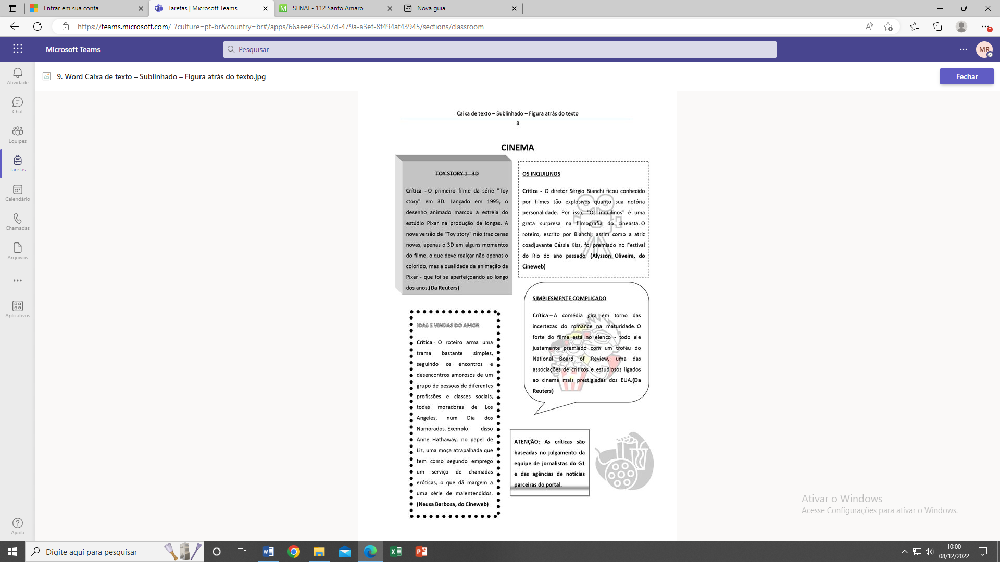 Entrar em sua conta
Tarefas | Microsoft Teams
SENAI - 112 Santo Amaro
Nova guia
https://teams.microsoft.com/_?culture=pt-br&country=br#/apps/66aeee93-507d-479a-a3ef-8f494af43945/sections/classroom
Microsoft Teams
Pesquisar
MR
Atividade
Chat
Equipes
Tarefas
Calendário
Chamadas
Arquivos
Aplicativos
Ajuda
9. Word Caixa de texto – Sublinhado – Figura atrás do texto.jpg
Fechar
Caixa de texto – Sublinhado – Figura atrás do texto
8
CINEMA
TOY STORY 1 - 3D
Crítica - O primeiro filme da série "Toy
story" em 3D. Lançado em 1995, o
desenho animado marcou a estreia do
estúdio Pixar na produção de longas. A
nova versão de "Toy story" não traz cenas
novas, apenas o 3D em alguns momentos
do filme, o que deve realçar não apenas o
colorido, mas a qualidade da animação da
Pixar - que foi se aperfeiçoando ao longo
dos anos.(Da Reuters)
OS INQUILINOS
Crítica - O diretor Sérgio Bianchi ficou conhecido
por filmes tão explosivos quanto sua notória
personalidade. Por isso, "Os inquilinos" é uma
grata surpresa na filmografia do cineasta. O
roteiro, escrito por Bianchi, assim como a atriz
coadjuvante Cássia Kiss, foi premiado no Festival
do Rio do ano passado. (Alysson Oliveira, do
Cineweb)
SIMPLESMENTE COMPLICADO
Crítica – A comédia gira em torno das
incertezas do romance na maturidade. O
forte do filme está no elenco - todo ele
justamente premiado com um troféu do
National Board of Review, uma das
associações de críticos e estudiosos ligados
ao cinema mais prestigiadas dos EUA.(Da
Reuters)
IDAS E VINDAS DO AMOR
Crítica - O roteiro arma uma
trama bastante simples,
seguindo os encontros e
desencontros amorosos de um
grupo de pessoas de diferentes
profissões e classes sociais,
todas moradoras de Los
Angeles, num Dia dos
Namorados. Exemplo disso
Anne Hathaway, no papel de
Liz, uma moça atrapalhada que
tem como segundo emprego
um serviço de chamadas
eróticas, o que dá margem a
uma série de malentendidos.
(Neusa Barbosa, do Cineweb)
ATENÇÃO: As críticas são
baseadas no julgamento da
equipe de jornalistas do G1
e das agências de notícias
parceiras do portal.
Ativar o Windows
Acesse Configurações para ativar o Windows.
Digite aqui para pesquisar
10:00
08/12/2022